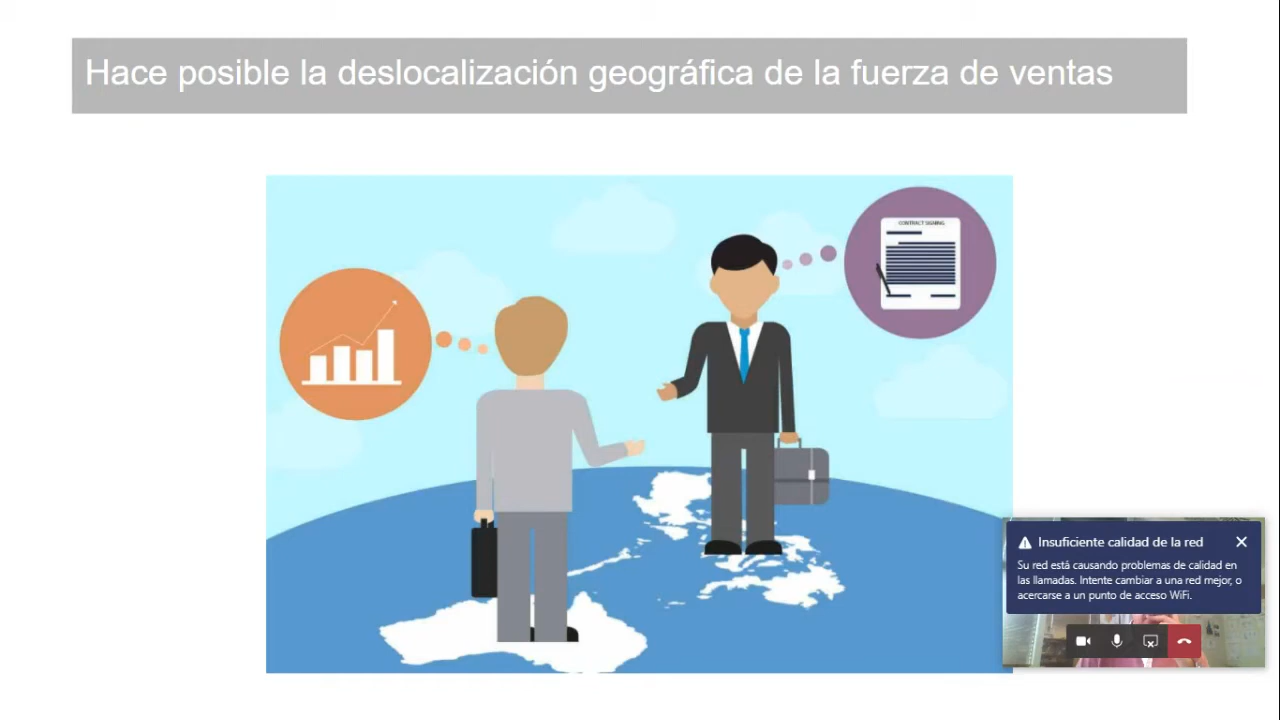 Hace posible la deslocalización geográfica de la fuerza de ventas
CONTRACT SIGNING
Insuficiente calidad de la red
Su red está causando problemas de calidad en
las llamadas. Intente cambiar a una red mejor, o
acercarse a un punto de acceso WiFi.